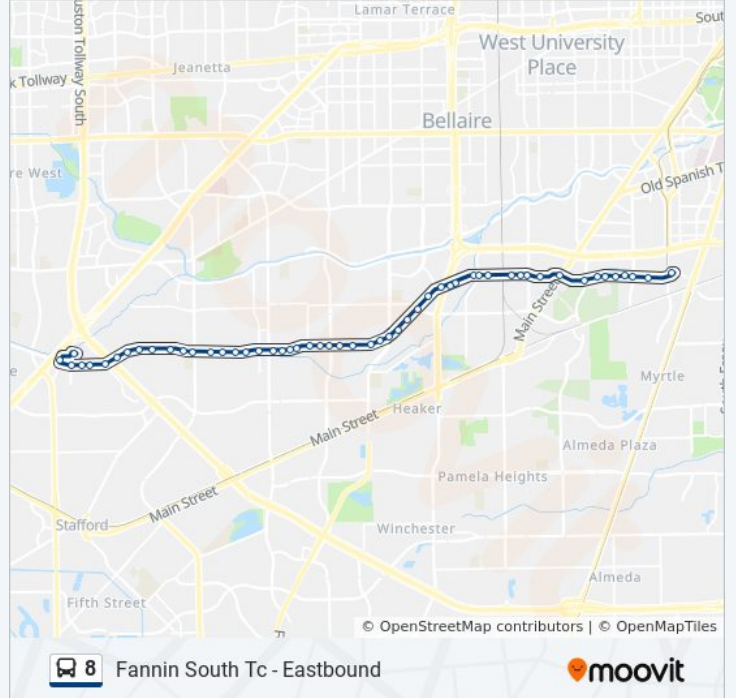 Lamar Terrace
South
West University
Place
Jeanetta
uston Tollway South
k Tollway
Bellaire
re West
Old Spanish T
Main Street
e
Myrtle
Heaker
Main Street
Almeda Plaza
Pamela Heights
Main Street
Stafford
Winchester
Almeda
Fifth Street
© OpenStreetMap contributors | © OpenMapTiles
8 Fannin South Tc - Eastbound
moovit